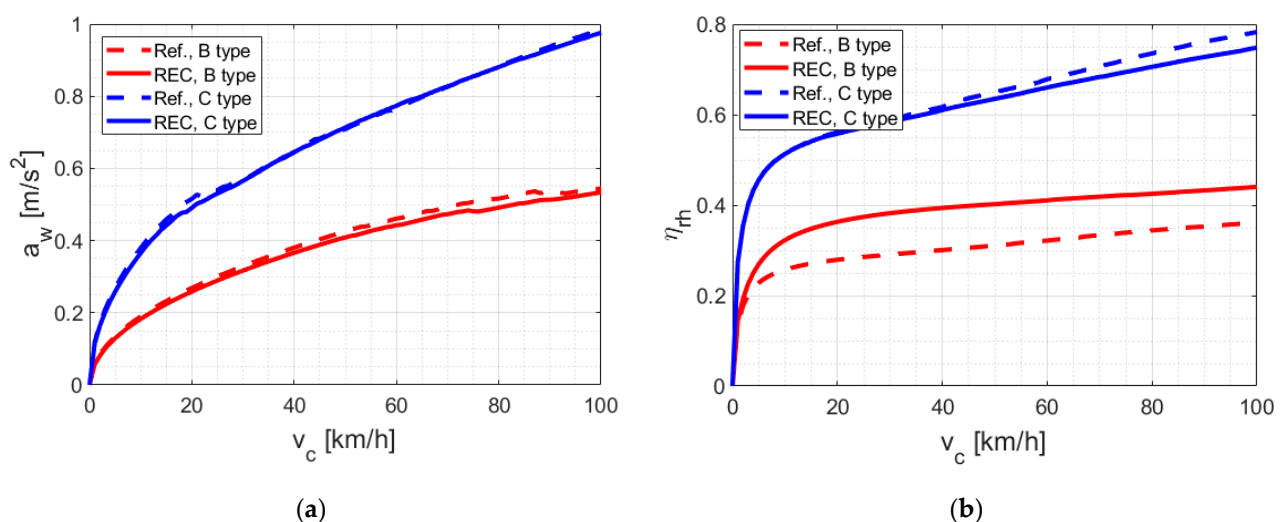 1
0.8
0.6
0.4
0.2
0
0 20 40 60 80 100
a_w [m/s^2]
v_c [km/h]
Ref., B type
REC, B type
Ref., C type
REC, C type
(a)
0.8
0.6
0.4
0.2
0
0 20 40 60 80 100
η_rh
v_c [km/h]
Ref., B type
REC, B type
Ref., C type
REC, C type
(b)